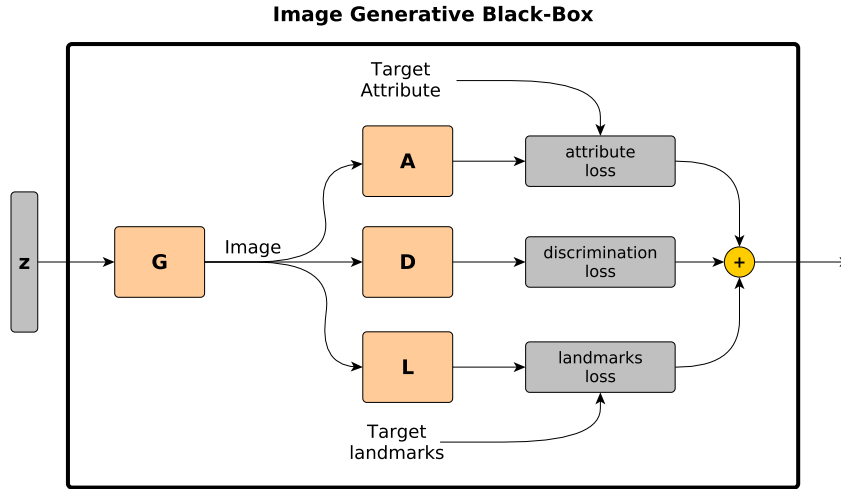 Image Generative Black-Box
Target
Attribute
A
attribute
loss
z
G
Image
D
discrimination
loss
+
L
landmarks
loss
Target
landmarks